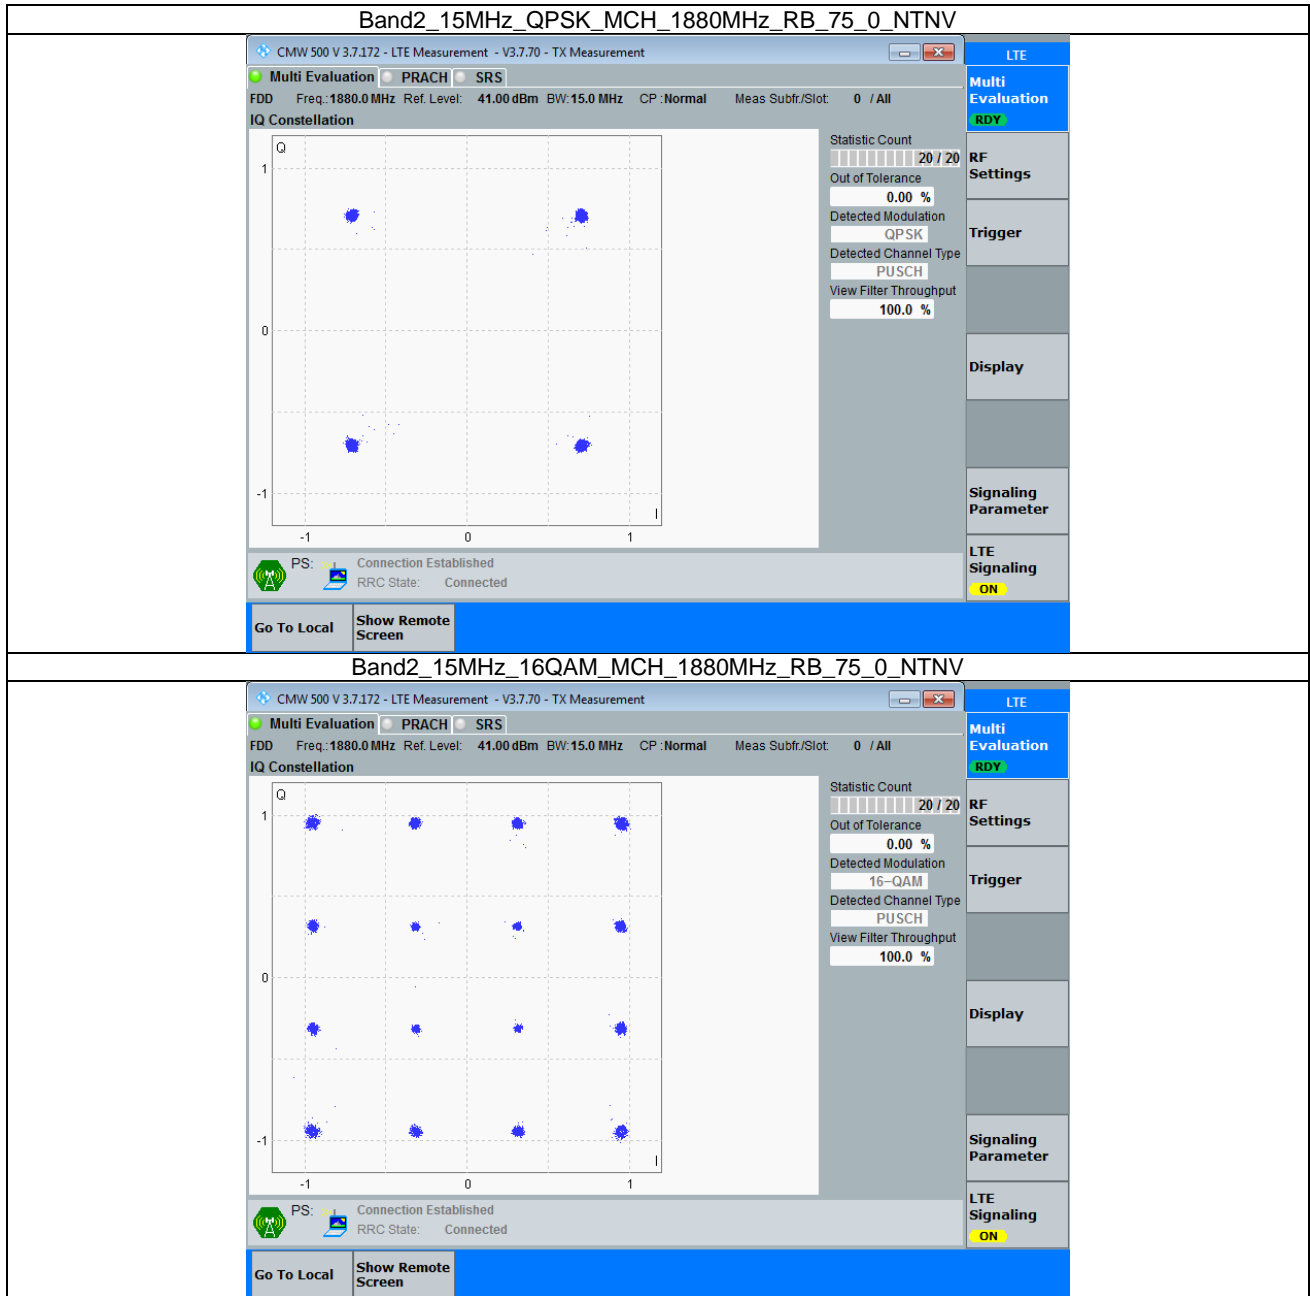 Band2_15MHz_QPSK_MCH_1880MHz_RB_75_0_NTNV
CMW 500 V 3.7.172 - LTE Measurement - V3.7.70 - TX Measurement
LTE
Multi Evaluation PRACH SRS
Multi
Evaluation
RDY
FDD Freq.:1880.0 MHz Ref. Level: 41.00 dBm BW:15.0 MHz CP :Normal Meas Subfr./Slot: 0 / All
IQ Constellation
Q
1
0
-1
I
-1 0 1
Statistic Count
20 / 20
Out of Tolerance
0.00 %
Detected Modulation
QPSK
Detected Channel Type
PUSCH
View Filter Throughput
100.0 %
RF
Settings
Trigger
Display
Signaling
Parameter
LTE
Signaling
ON
PS: Connection Established
RRC State: Connected
Go To Local
Show Remote
Screen
Band2_15MHz_16QAM_MCH_1880MHz_RB_75_0_NTNV
CMW 500 V 3.7.172 - LTE Measurement - V3.7.70 - TX Measurement
LTE
Multi Evaluation PRACH SRS
Multi
Evaluation
RDY
FDD Freq.:1880.0 MHz Ref. Level: 41.00 dBm BW:15.0 MHz CP :Normal Meas Subfr./Slot: 0 / All
IQ Constellation
Q
1
0
-1
I
-1 0 1
Statistic Count
20 / 20
Out of Tolerance
0.00 %
Detected Modulation
16-QAM
Detected Channel Type
PUSCH
View Filter Throughput
100.0 %
RF
Settings
Trigger
Display
Signaling
Parameter
LTE
Signaling
ON
PS: Connection Established
RRC State: Connected
Go To Local
Show Remote
Screen